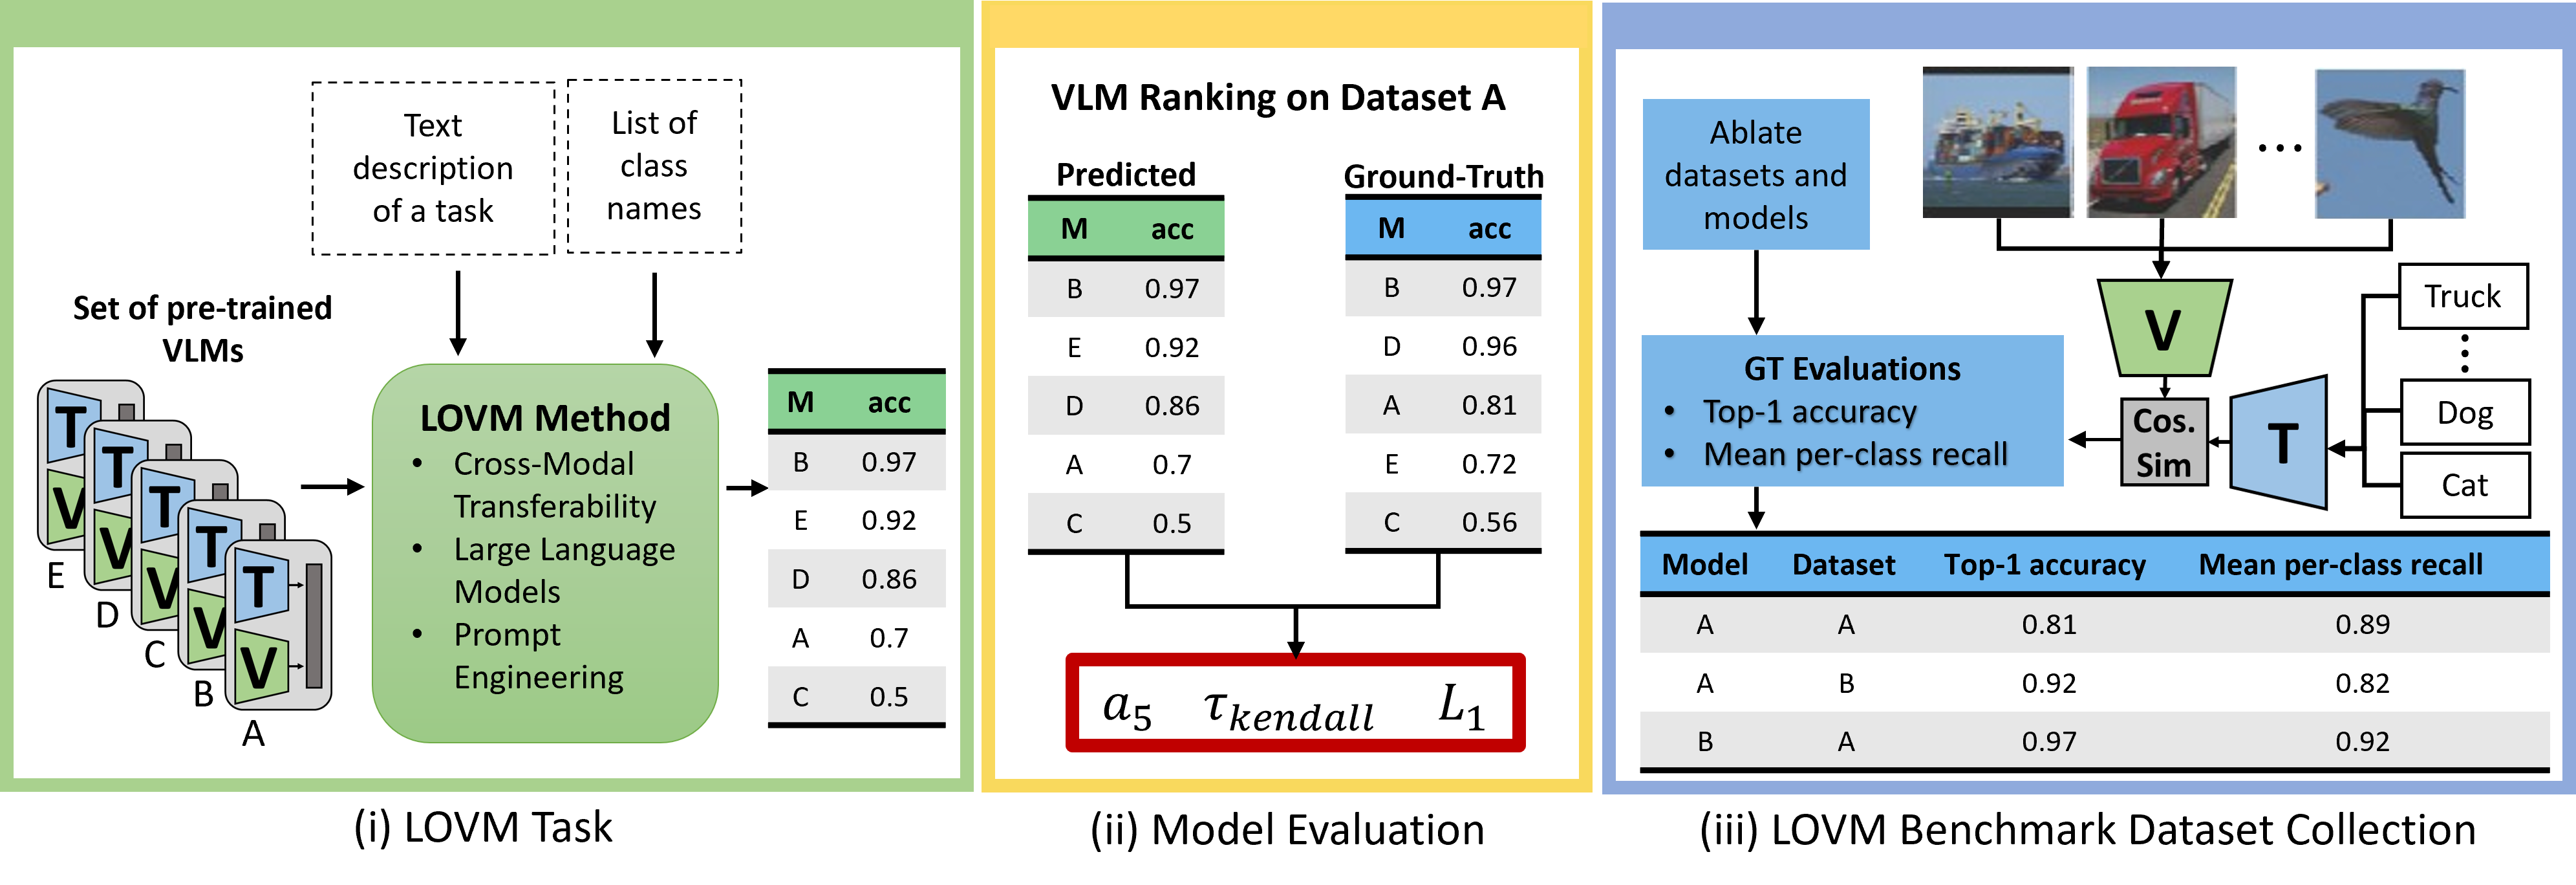 Text
description
of a task
List of
class
names
Set of pre-trained
VLMs
T
V
E
T
V
D
T
V
C
T
V
B
T
V
A
LOVM Method
• Cross-Modal
Transferability
• Large Language
Models
• Prompt
Engineering
M acc
B 0.97
E 0.92
D 0.86
A 0.7
C 0.5
(i) LOVM Task
VLM Ranking on Dataset A
Predicted
M acc
B 0.97
E 0.92
D 0.86
A 0.7
C 0.5
Ground-Truth
M acc
B 0.97
D 0.96
A 0.81
E 0.72
C 0.56
a₅ τ_kendall L₁
(ii) Model Evaluation
Ablate
datasets and
models
...
V
Truck
Dog
Cat
T
Cos.
Sim
GT Evaluations
• Top-1 accuracy
• Mean per-class recall
Model Dataset Top-1 accuracy Mean per-class recall
A A 0.81 0.89
A B 0.92 0.82
B A 0.97 0.92
(iii) LOVM Benchmark Dataset Collection